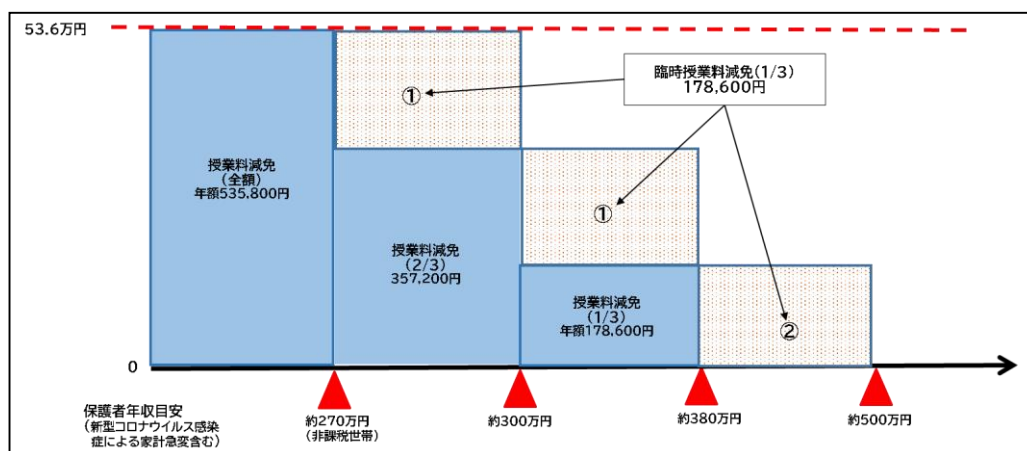 53.6万円
臨時授業料減免(1/3)
178,600円
①
授業料減免
(全額)
年額535,800円
①
授業料減免
(2/3)
357,200円
授業料減免
(1/3)
年額178,600円
②
0
保護者年収目安
(新型コロナウイルス感染
症による家計急変含む)
約270万円
(非課税世帯)
約300万円
約380万円
約500万円